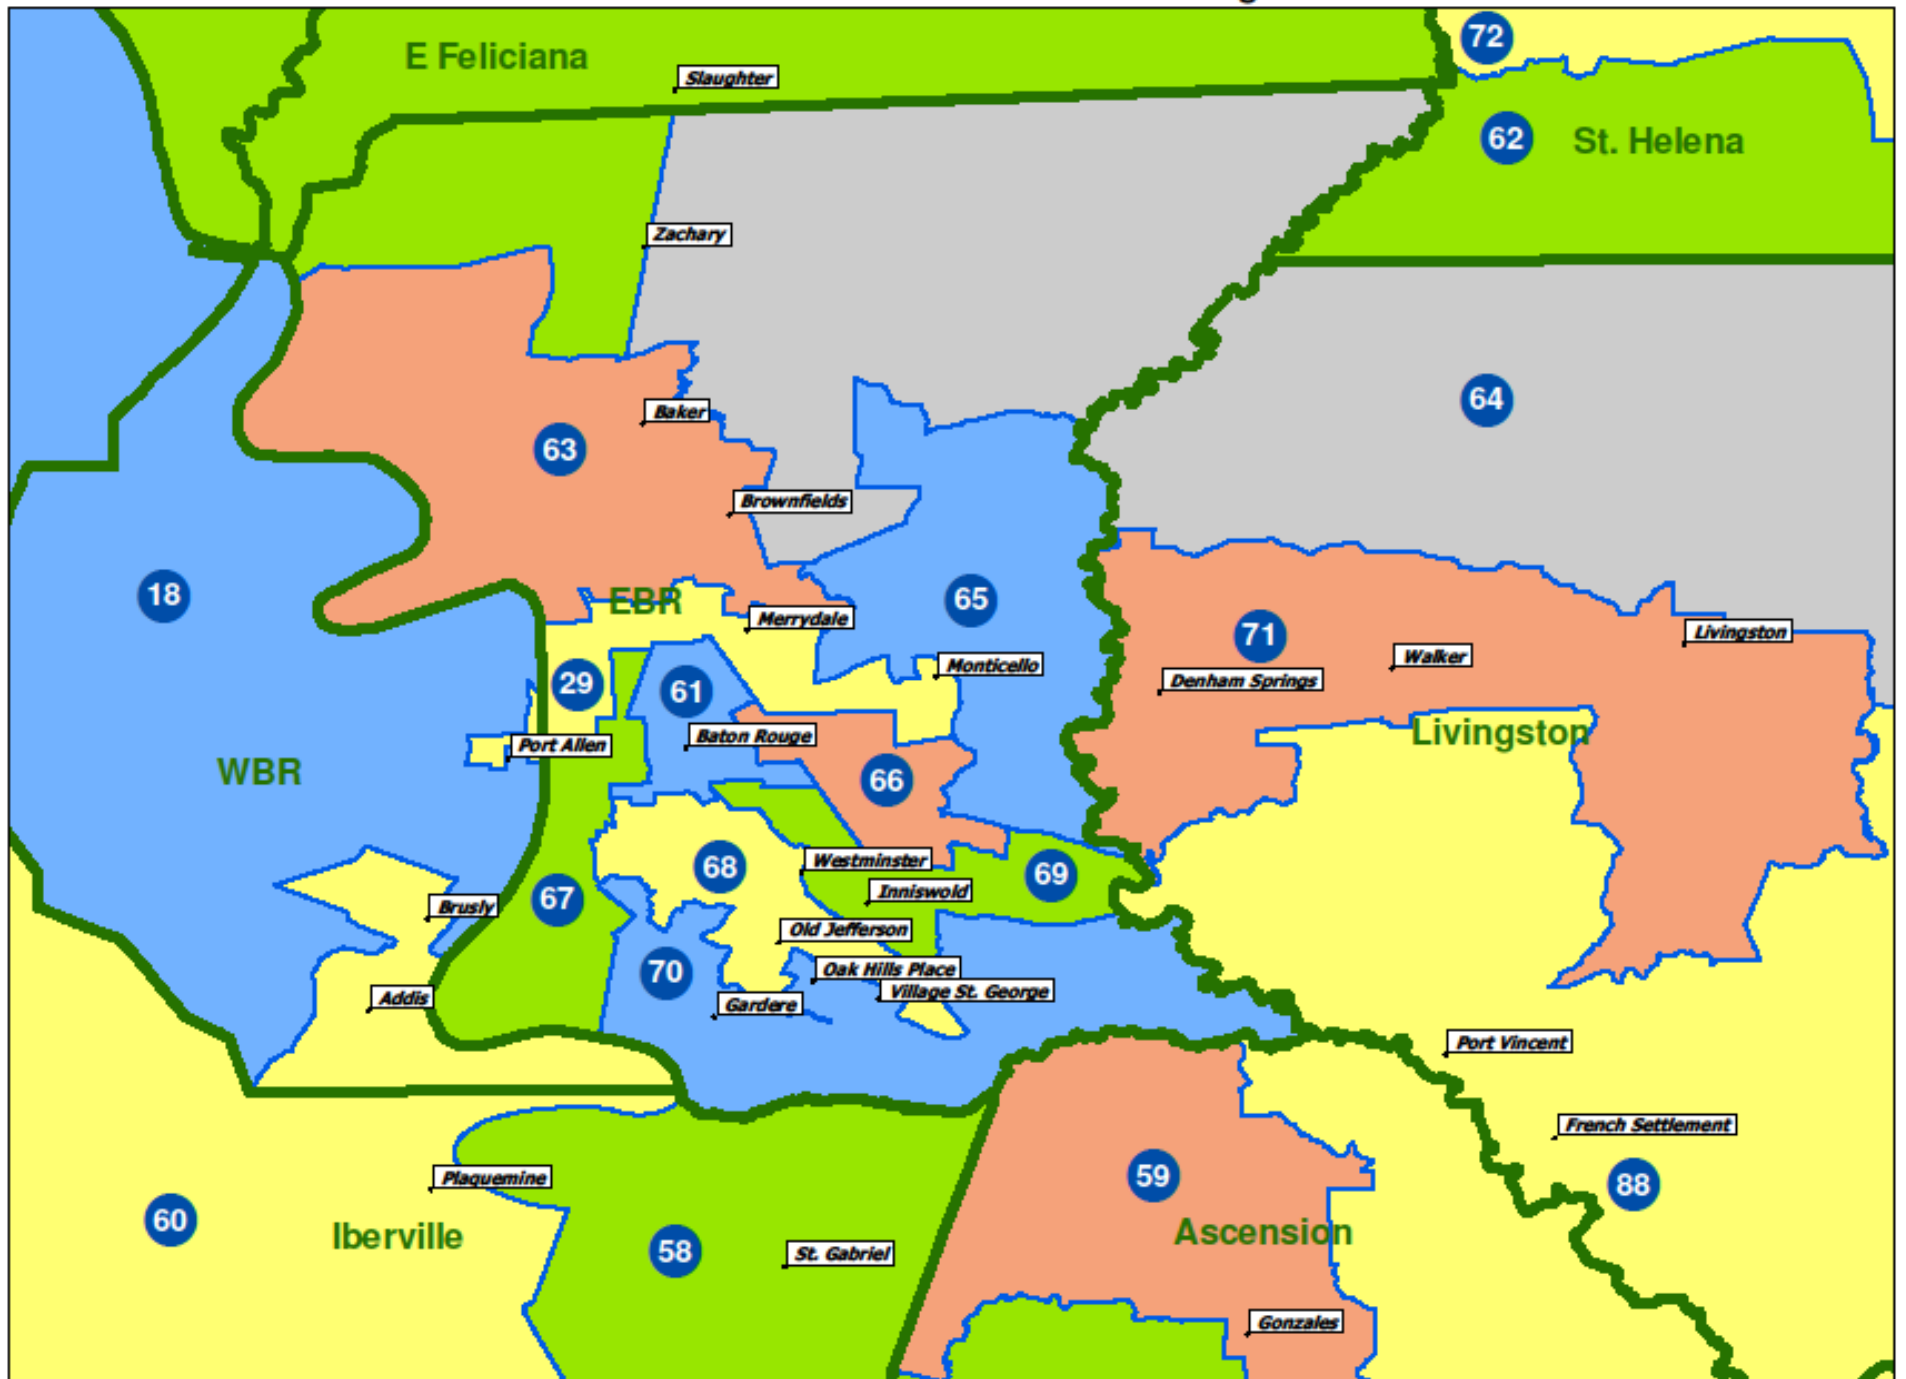 72
E Feliciana
Slaughter
62
St. Helena
Zachary
64
Baker
63
Brownfields
18
EBR
65
Merrydale
71
Livingston
Walker
Monticello
Denham Springs
29
61
Baton Rouge
Port Allen
Livingston
WBR
66
68
Westminster
69
Inniswold
67
Brusly
Old Jefferson
70
Oak Hills Place
Village St. George
Addis
Gardere
Port Vincent
French Settlement
Plaquemine
59
88
60
Iberville
Ascension
58
St. Gabriel
Gonzales